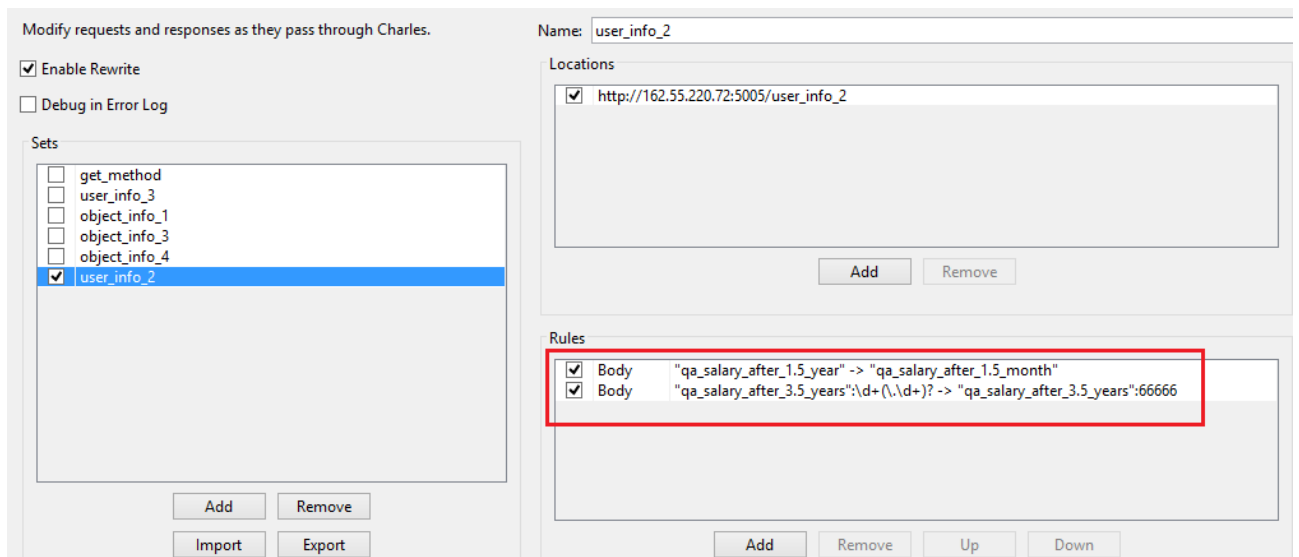 Modify requests and responses as they pass through Charles.
Enable Rewrite
Debug in Error Log
Sets
get_method
user_info_3
object_info_1
object_info_3
object_info_4
user_info_2
Add Remove
Import Export
Name: user_info_2
Locations
http://162.55.220.72:5005/user_info_2
Add Remove
Rules
Body "qa_salary_after_1.5_year" -> "qa_salary_after_1.5_month"
Body "qa_salary_after_3.5_years":\d+(\.\d+)? -> "qa_salary_after_3.5_years":66666
Add Remove Up Down